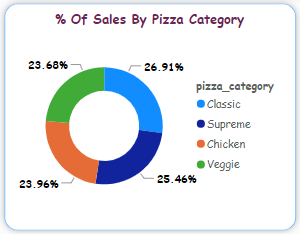 % Of Sales By Pizza Category
23.68%
26.91%
pizza_category
Classic
Supreme
Chicken
Veggie
23.96%
25.46%